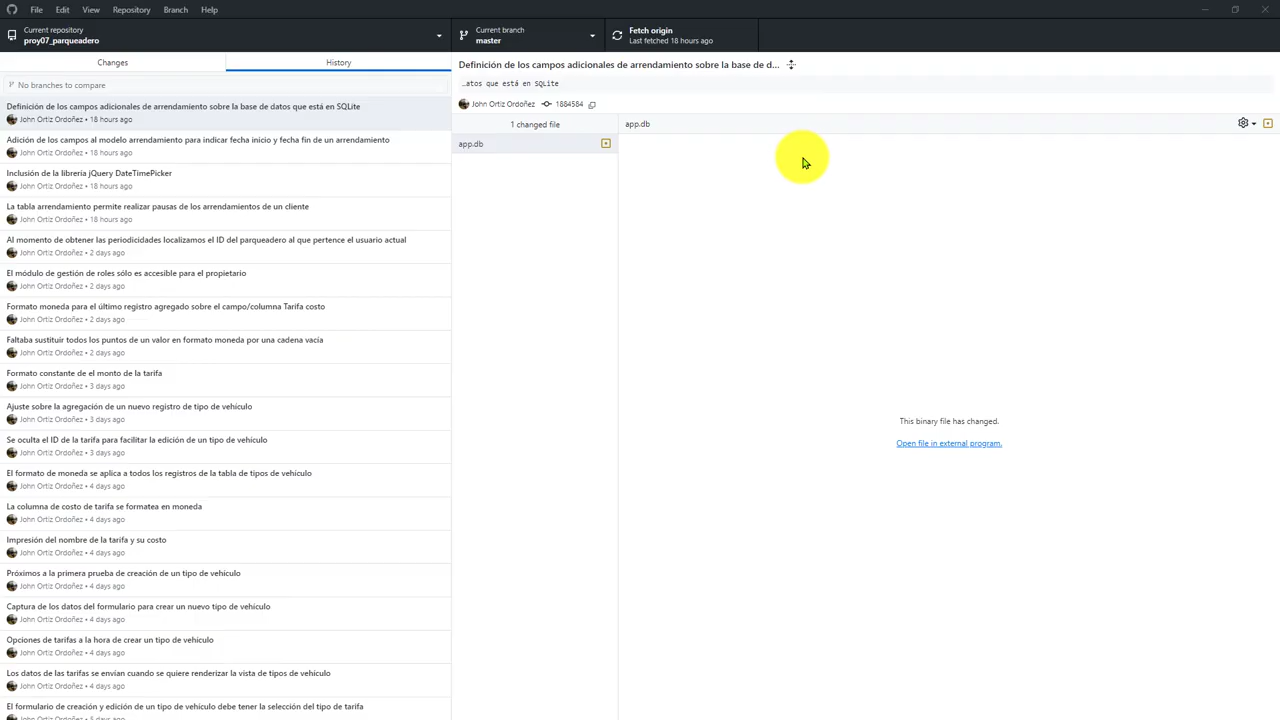 File Edit View Repository Branch Help
Current repository
proy07_parqueadero
Current branch
master
Fetch origin
Last fetched 18 hours ago
Changes
History
No branches to compare
Definición de los campos adicionales de arrendamiento sobre la base de datos que está en SQLite
John Ortiz Ordoñez • 18 hours ago
Adición de los campos al modelo arrendamiento para indicar fecha inicio y fecha fin de un arrendamiento
John Ortiz Ordoñez • 18 hours ago
Inclusión de la librería jQuery DateTimePicker
John Ortiz Ordoñez • 18 hours ago
La tabla arrendamiento permite realizar pausas de los arrendamientos de un cliente
John Ortiz Ordoñez • 18 hours ago
Al momento de obtener las periodicidades localizamos el ID del parqueadero al que pertence el usuario actual
John Ortiz Ordoñez • 2 days ago
El módulo de gestión de roles sólo es accesible para el propietario
John Ortiz Ordoñez • 2 days ago
Formato moneda para el último registro agregado sobre el campo/columna Tarifa costo
John Ortiz Ordoñez • 2 days ago
Faltaba sustituir todos los puntos de un valor en formato moneda por una cadena vacía
John Ortiz Ordoñez • 2 days ago
Formato constante de el monto de la tarifa
John Ortiz Ordoñez • 3 days ago
Ajuste sobre la agregación de un nuevo registro de tipo de vehículo
John Ortiz Ordoñez • 3 days ago
Se oculta el ID de la tarifa para facilitar la edición de un tipo de vehículo
John Ortiz Ordoñez • 3 days ago
El formato de moneda se aplica a todos los registros de la tabla de tipos de vehículo
John Ortiz Ordoñez • 4 days ago
La columna de costo de tarifa se formatea en moneda
John Ortiz Ordoñez • 4 days ago
Impresión del nombre de la tarifa y su costo
John Ortiz Ordoñez • 4 days ago
Próximos a la primera prueba de creación de un tipo de vehículo
John Ortiz Ordoñez • 4 days ago
Captura de los datos del formulario para crear un nuevo tipo de vehículo
John Ortiz Ordoñez • 4 days ago
Opciones de tarifas a la hora de crear un tipo de vehículo
John Ortiz Ordoñez • 4 days ago
Los datos de las tarifas se envían cuando se quiere renderizar la vista de tipos de vehículo
John Ortiz Ordoñez • 4 days ago
El formulario de creación y edición de un tipo de vehículo debe tener la selección del tipo de tarifa
John Ortiz Ordoñez • 5 days ago
Definición de los campos adicionales de arrendamiento sobre la base de d...
…atos que está en SQLite
John Ortiz Ordoñez 1884584
1 changed file
app.db
app.db
This binary file has changed.
Open file in external program.